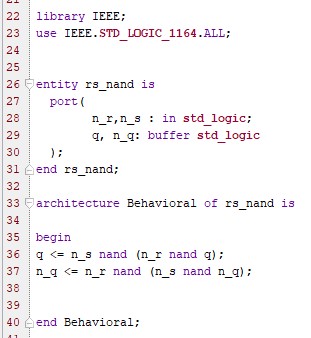 22 library IEEE;
23 use IEEE.STD_LOGIC_1164.ALL;
24
25
26 entity rs_nand is
27 port(
28 n_r,n_s : in std_logic;
29 q, n_q: buffer std_logic
30 );
31 end rs_nand;
32
33 architecture Behavioral of rs_nand is
34
35 begin
36 q <= n_s nand (n_r nand q);
37 n_q <= n_r nand (n_s nand n_q);
38
39
40 end Behavioral;